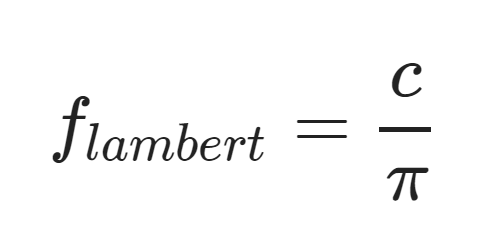 f_{lambert} = \frac{c}{\pi}